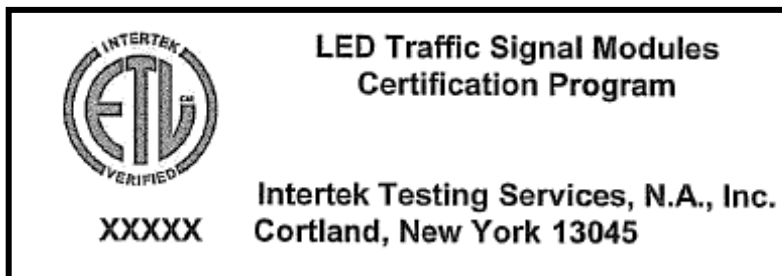 INTERTEK
ETL
VERIFIED
XXXXX
LED Traffic Signal Modules
Certification Program
Intertek Testing Services, N.A., Inc.
Cortland, New York 13045